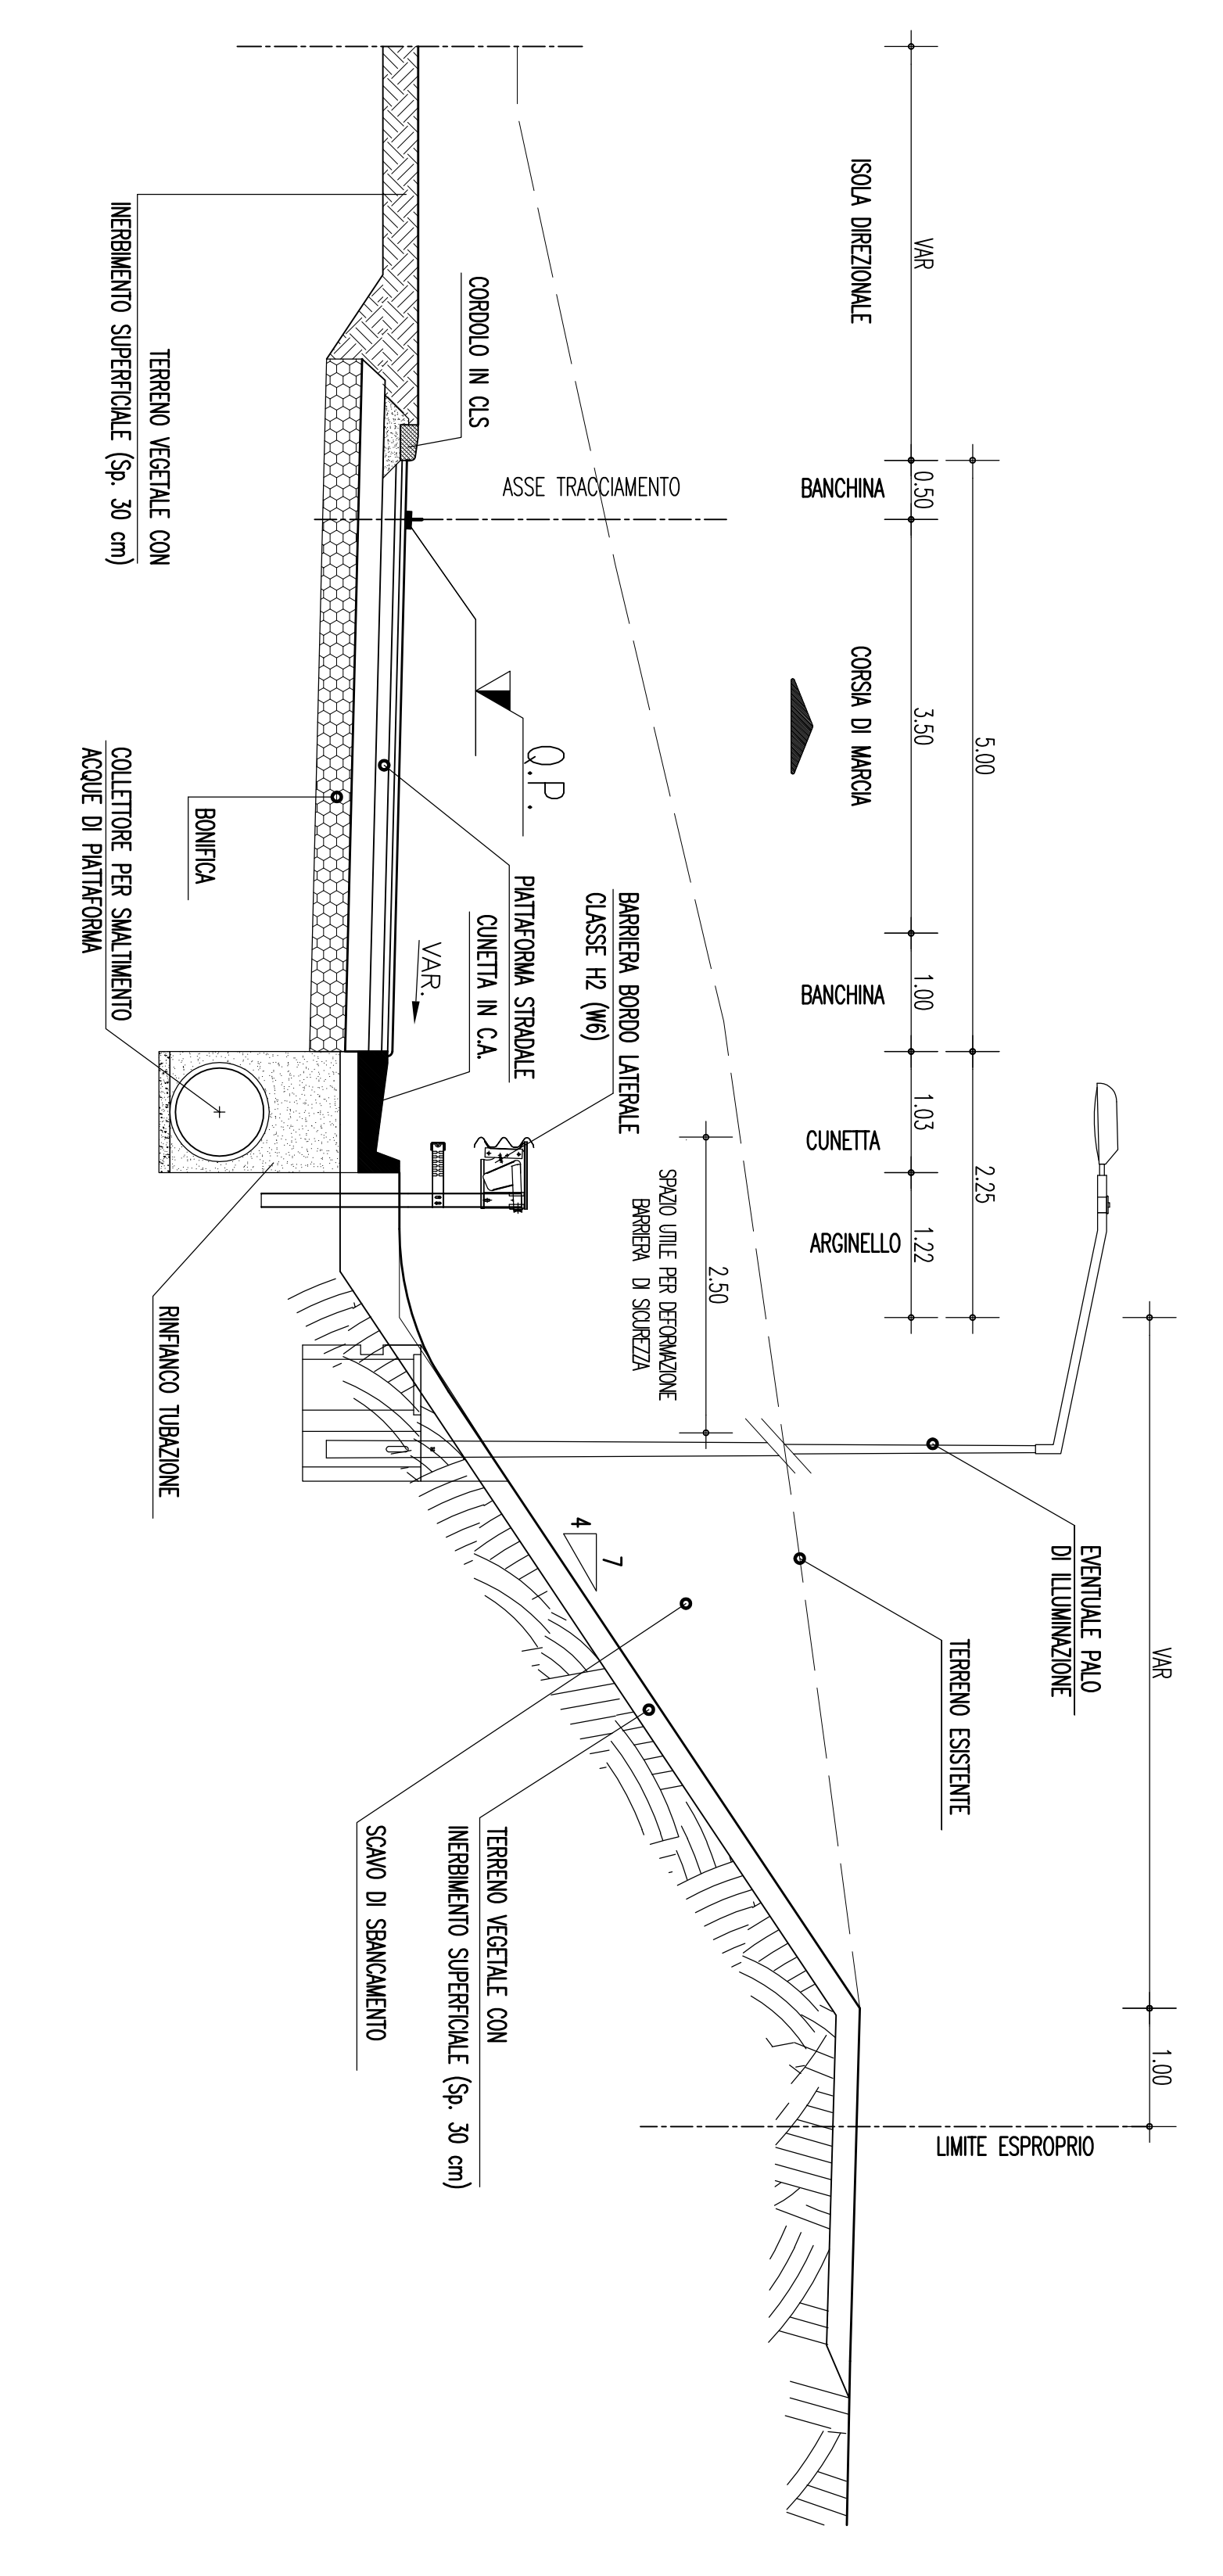 VAR
1.00
LIMITE ESPROPRIO
EVENTUALE PALO
DI ILLUMINAZIONE
TERRENO ESISTENTE
5.00
2.25
VAR
0.50
3.50
1.00
1.03
1.22
ISOLA DIREZIONALE
BANCHINA
CORSIA DI MARCIA
BANCHINA
CUNETTA
ARGINELLO
2.50
SPAZIO UTILE PER DEFORMAZIONE
BARRIERA DI SICUREZZA
ASSE TRACCIAMENTO
BARRIERA BORDO LATERALE
CLASSE H2 (W6)
Q.P.
PIATTAFORMA STRADALE
CUNETTA IN C.A.
VAR.
CORDOLO IN CLS
7
4
TERRENO VEGETALE CON
INERBIMENTO SUPERFICIALE (Sp. 30 cm)
SCAVO DI SBANCAMENTO
BONIFICA
TERRENO VEGETALE CON
INERBIMENTO SUPERFICIALE (Sp. 30 cm)
COLLETTORE PER SMALTIMENTO
ACQUE DI PIATTAFORMA
RINFIANCO TUBAZIONE